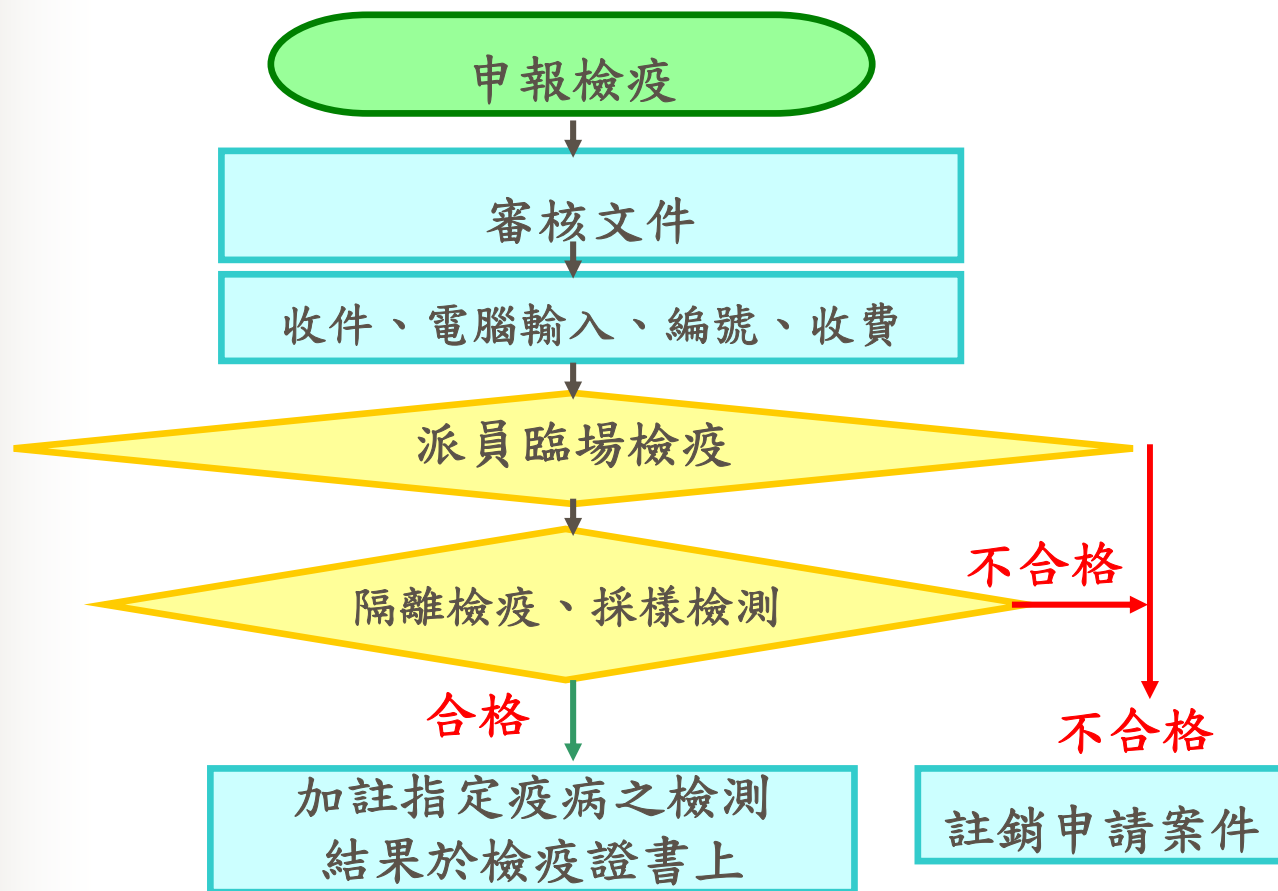 申報檢疫
審核文件
收件、電腦輸入、編號、收費
派員臨場檢疫
不合格
隔離檢疫、採樣檢測
合格
不合格
加註指定疫病之檢測
結果於檢疫證書上
註銷申請案件